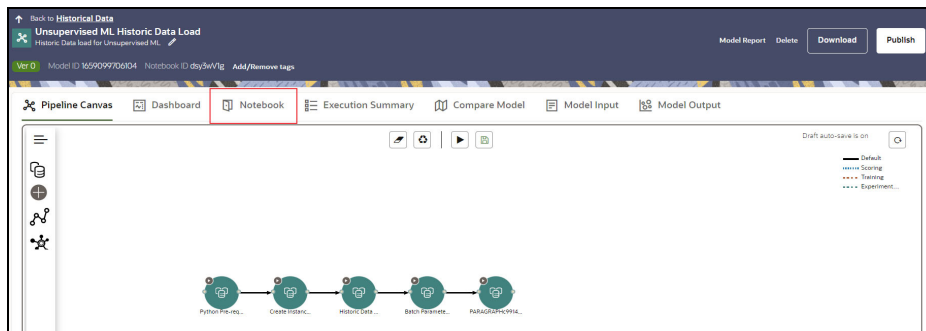 Back to Historical Data
Unsupervised ML Historic Data Load
Historic Data load for Unsupervised ML
Model Report Delete Download Publish
Ver 0 Model ID 1659099706104 Notebook ID dsy3wV1g Add/Remove tags
Pipeline Canvas Dashboard Notebook Execution Summary Compare Model Model Input Model Output
Draft auto-save is on
Default
Scoring
Training
Experiment...
Python Pre-req... Create Instanc... Historic Data ... Batch Paramete... PARAGRAPHc9914...